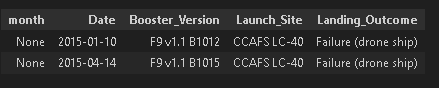 month Date Booster_Version Launch_Site Landing_Outcome
None 2015-01-10 F9 v1.1 B1012 CCAFS LC-40 Failure (drone ship)
None 2015-04-14 F9 v1.1 B1015 CCAFS LC-40 Failure (drone ship)